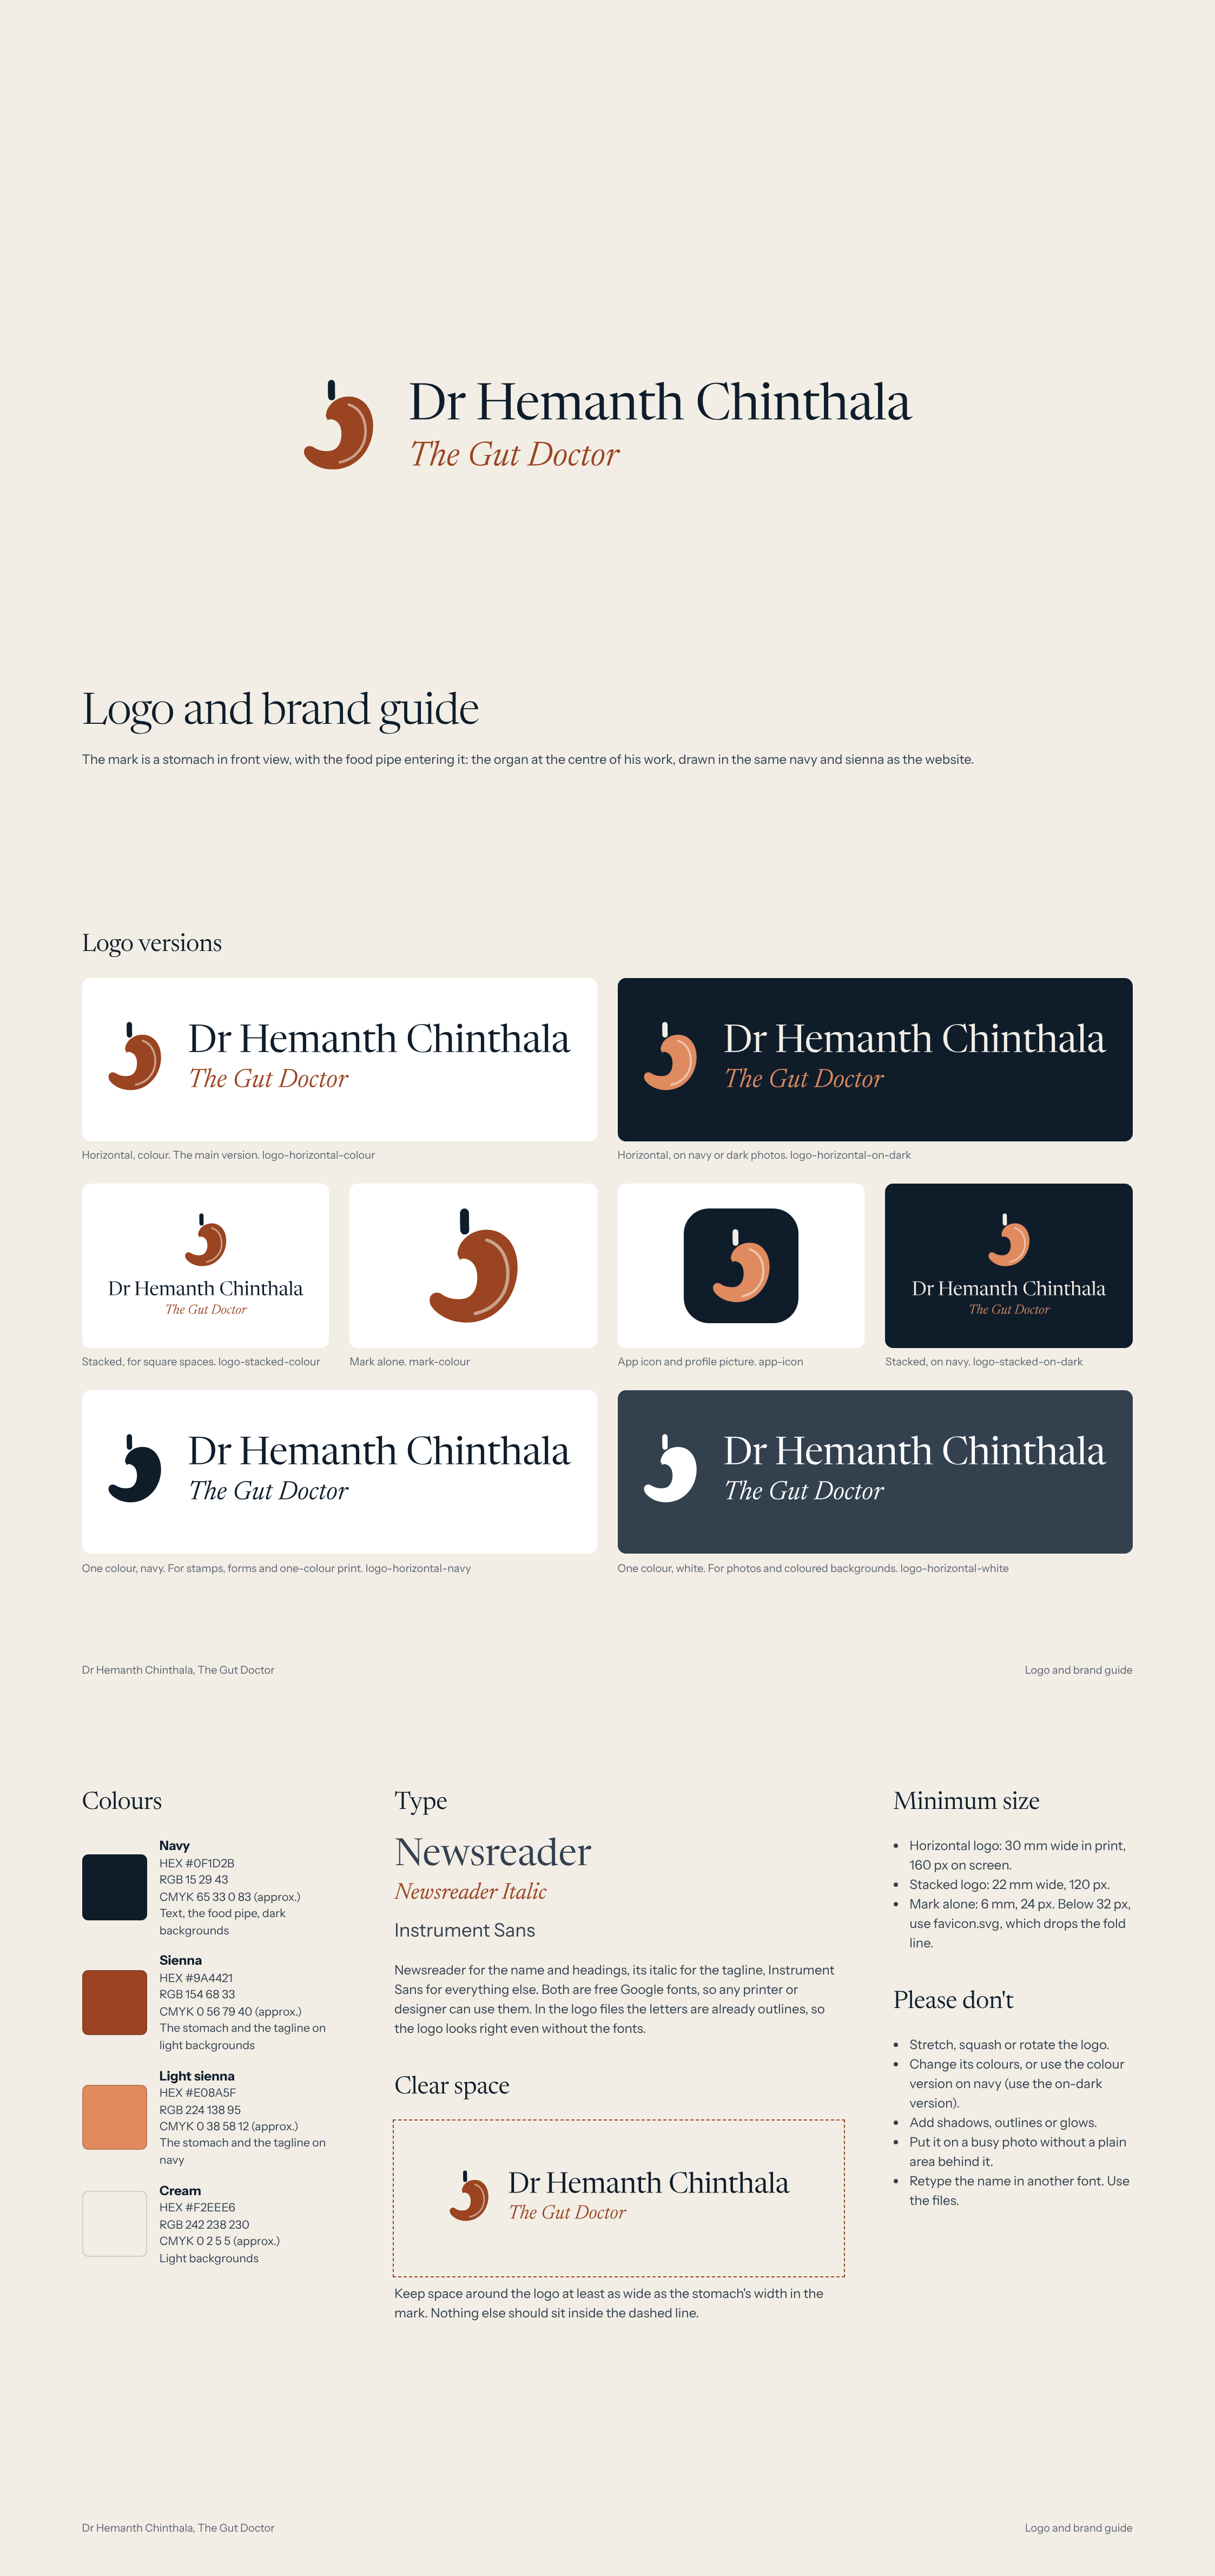 Dr Hemanth Chinthala
The Gut Doctor
Logo and brand guide
The mark is a stomach in front view, with the food pipe entering it: the organ at the centre of his work, drawn in the same navy and sienna as the website.
Logo versions
Dr Hemanth Chinthala
The Gut Doctor
Horizontal, colour. The main version. logo-horizontal-colour
Dr Hemanth Chinthala
The Gut Doctor
Horizontal, on navy or dark photos. logo-horizontal-on-dark
Dr Hemanth Chinthala
The Gut Doctor
Stacked, for square spaces. logo-stacked-colour
Mark alone. mark-colour
App icon and profile picture. app-icon
Dr Hemanth Chinthala
The Gut Doctor
Stacked, on navy. logo-stacked-on-dark
Dr Hemanth Chinthala
The Gut Doctor
One colour, navy. For stamps, forms and one-colour print. logo-horizontal-navy
Dr Hemanth Chinthala
The Gut Doctor
One colour, white. For photos and coloured backgrounds. logo-horizontal-white
Dr Hemanth Chinthala, The Gut Doctor
Logo and brand guide
Colours
Navy
HEX #0F1D2B
RGB 15 29 43
CMYK 65 33 0 83 (approx.)
Text, the food pipe, dark
backgrounds
Sienna
HEX #9A4421
RGB 154 68 33
CMYK 0 56 79 40 (approx.)
The stomach and the tagline on
light backgrounds
Light sienna
HEX #E08A5F
RGB 224 138 95
CMYK 0 38 58 12 (approx.)
The stomach and the tagline on
navy
Cream
HEX #F2EEE6
RGB 242 238 230
CMYK 0 2 5 5 (approx.)
Light backgrounds
Type
Newsreader
Newsreader Italic
Instrument Sans
Newsreader for the name and headings, its italic for the tagline, Instrument
Sans for everything else. Both are free Google fonts, so any printer or
designer can use them. In the logo files the letters are already outlines, so
the logo looks right even without the fonts.
Clear space
Dr Hemanth Chinthala
The Gut Doctor
Keep space around the logo at least as wide as the stomach's width in the
mark. Nothing else should sit inside the dashed line.
Minimum size
• Horizontal logo: 30 mm wide in print,
160 px on screen.
• Stacked logo: 22 mm wide, 120 px.
• Mark alone: 6 mm, 24 px. Below 32 px,
use favicon.svg, which drops the fold
line.
Please don't
• Stretch, squash or rotate the logo.
• Change its colours, or use the colour
version on navy (use the on-dark
version).
• Add shadows, outlines or glows.
• Put it on a busy photo without a plain
area behind it.
• Retype the name in another font. Use
the files.
Dr Hemanth Chinthala, The Gut Doctor
Logo and brand guide